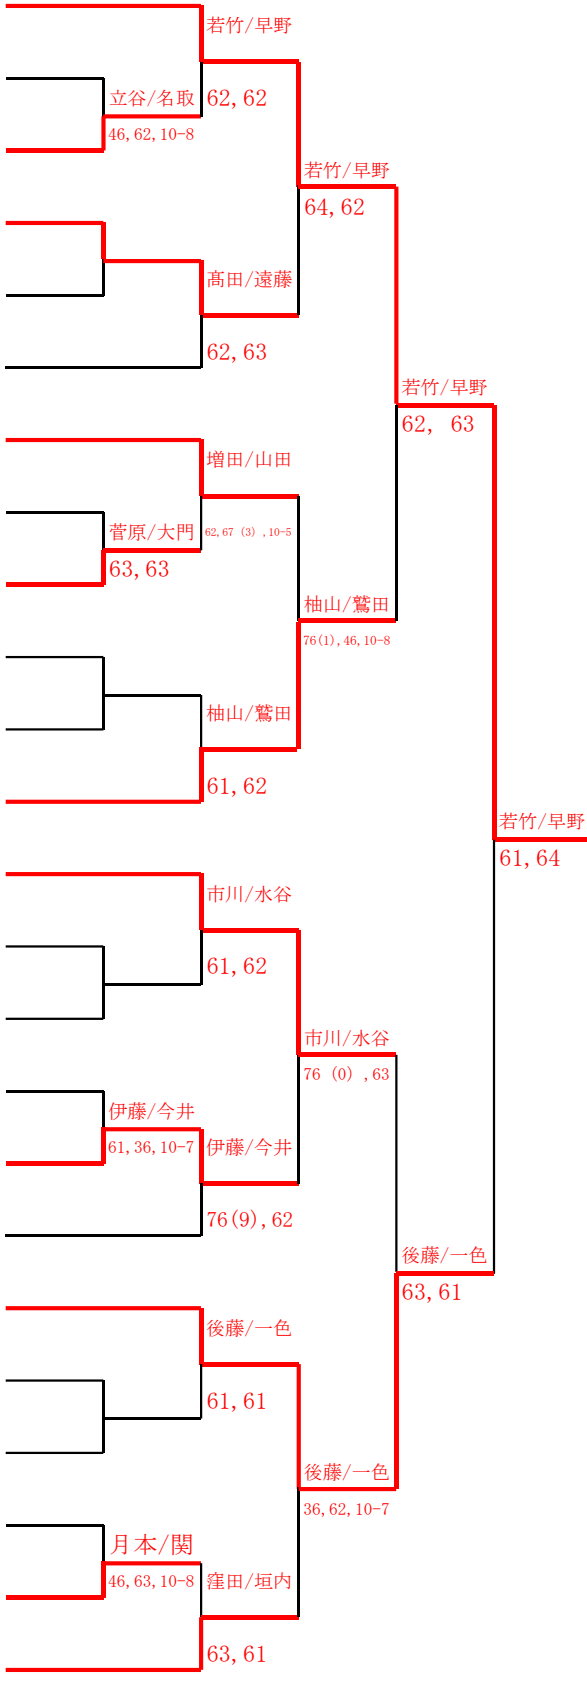 若竹/早野
立谷/名取
62,62
46,62,10-8
若竹/早野
64,62
髙田/遠藤
62,63
若竹/早野
62, 63
増田/山田
菅原/大門
62,67 (3) ,10-5
63,63
柚山/鷲田
76(1),46,10-8
柚山/鷲田
61,62
若竹/早野
61,64
市川/水谷
61,62
市川/水谷
76 (0) ,63
伊藤/今井
61,36,10-7
伊藤/今井
76(9),62
後藤/一色
63,61
後藤/一色
61,61
後藤/一色
36,62,10-7
月本/関
46,63,10-8
窪田/垣内
63,61